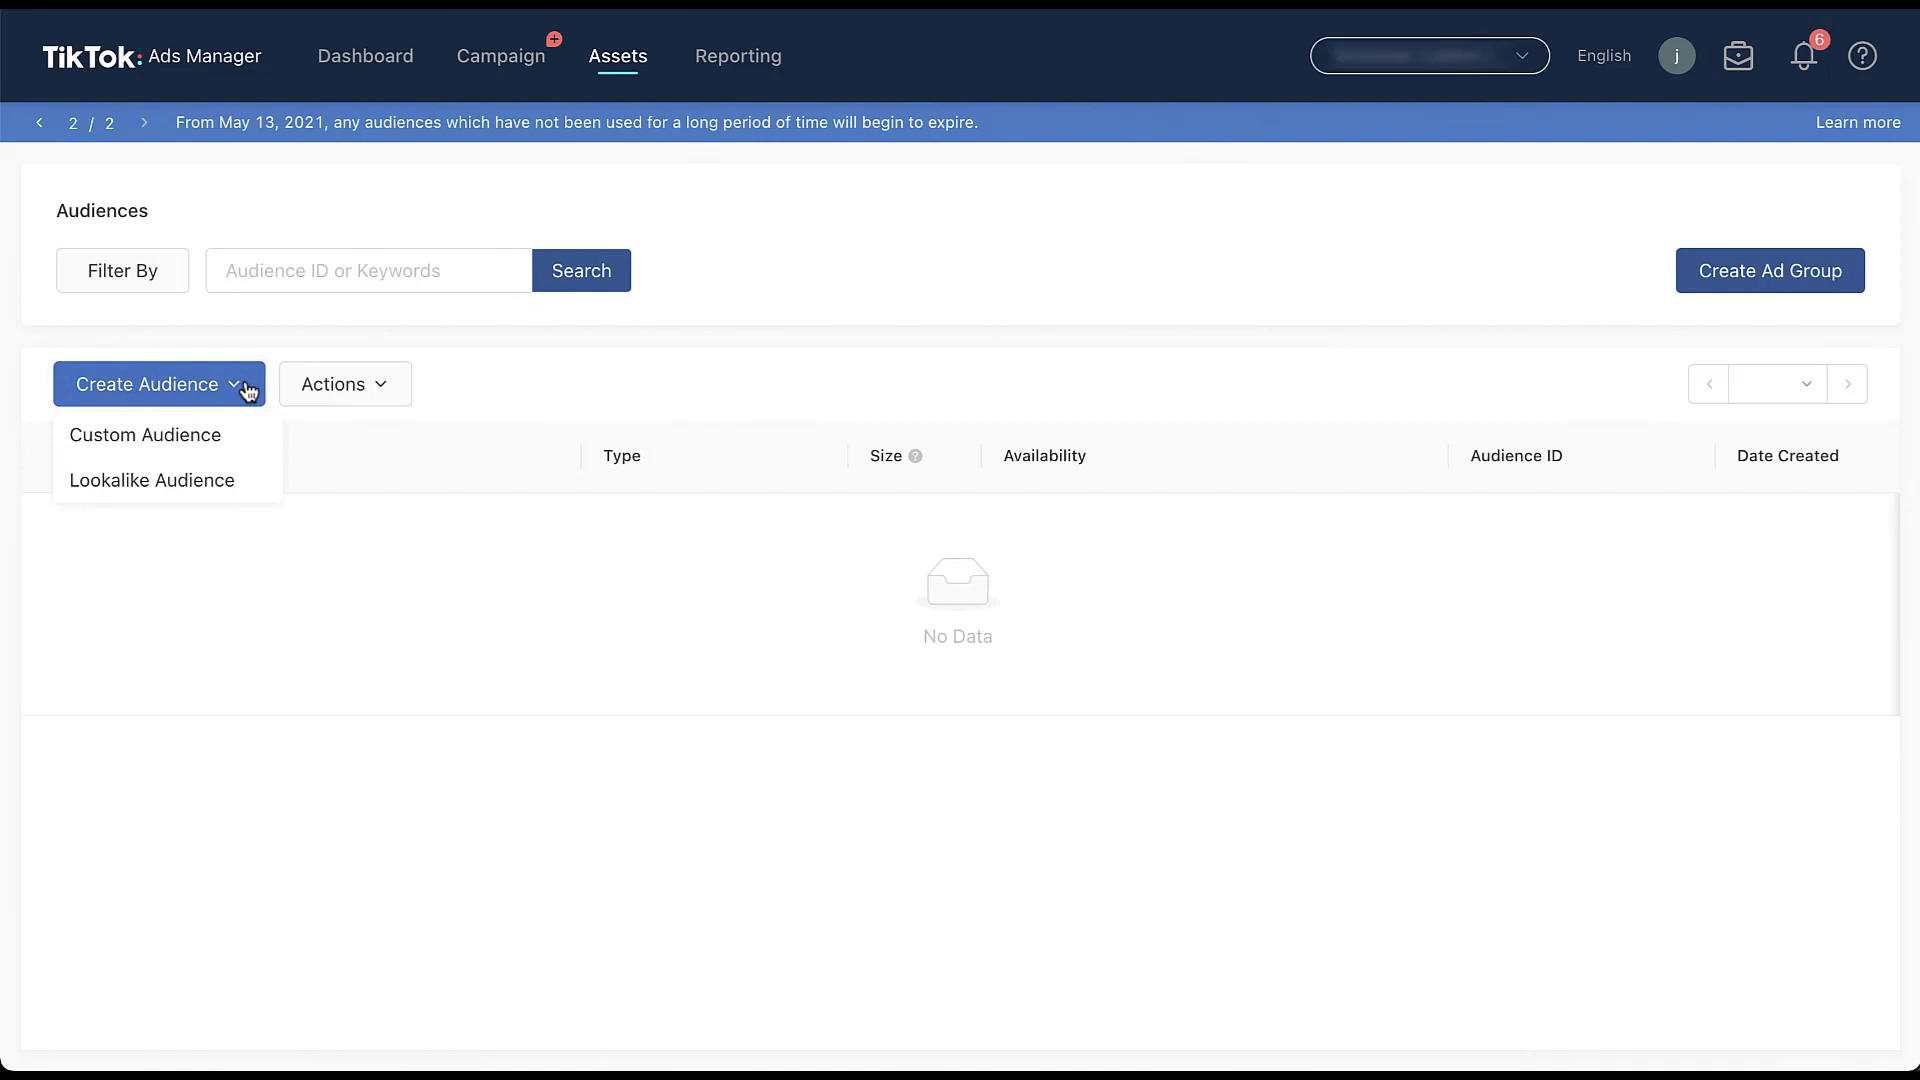 TikTok: Ads Manager Dashboard Campaign + Assets Reporting English j 6 ?
2 / 2 From May 13, 2021, any audiences which have not been used for a long period of time will begin to expire. Learn more
Audiences
Filter By Audience ID or Keywords Search Create Ad Group
Create Audience Actions
Custom Audience
Lookalike Audience
Type Size ? Availability Audience ID Date Created
No Data